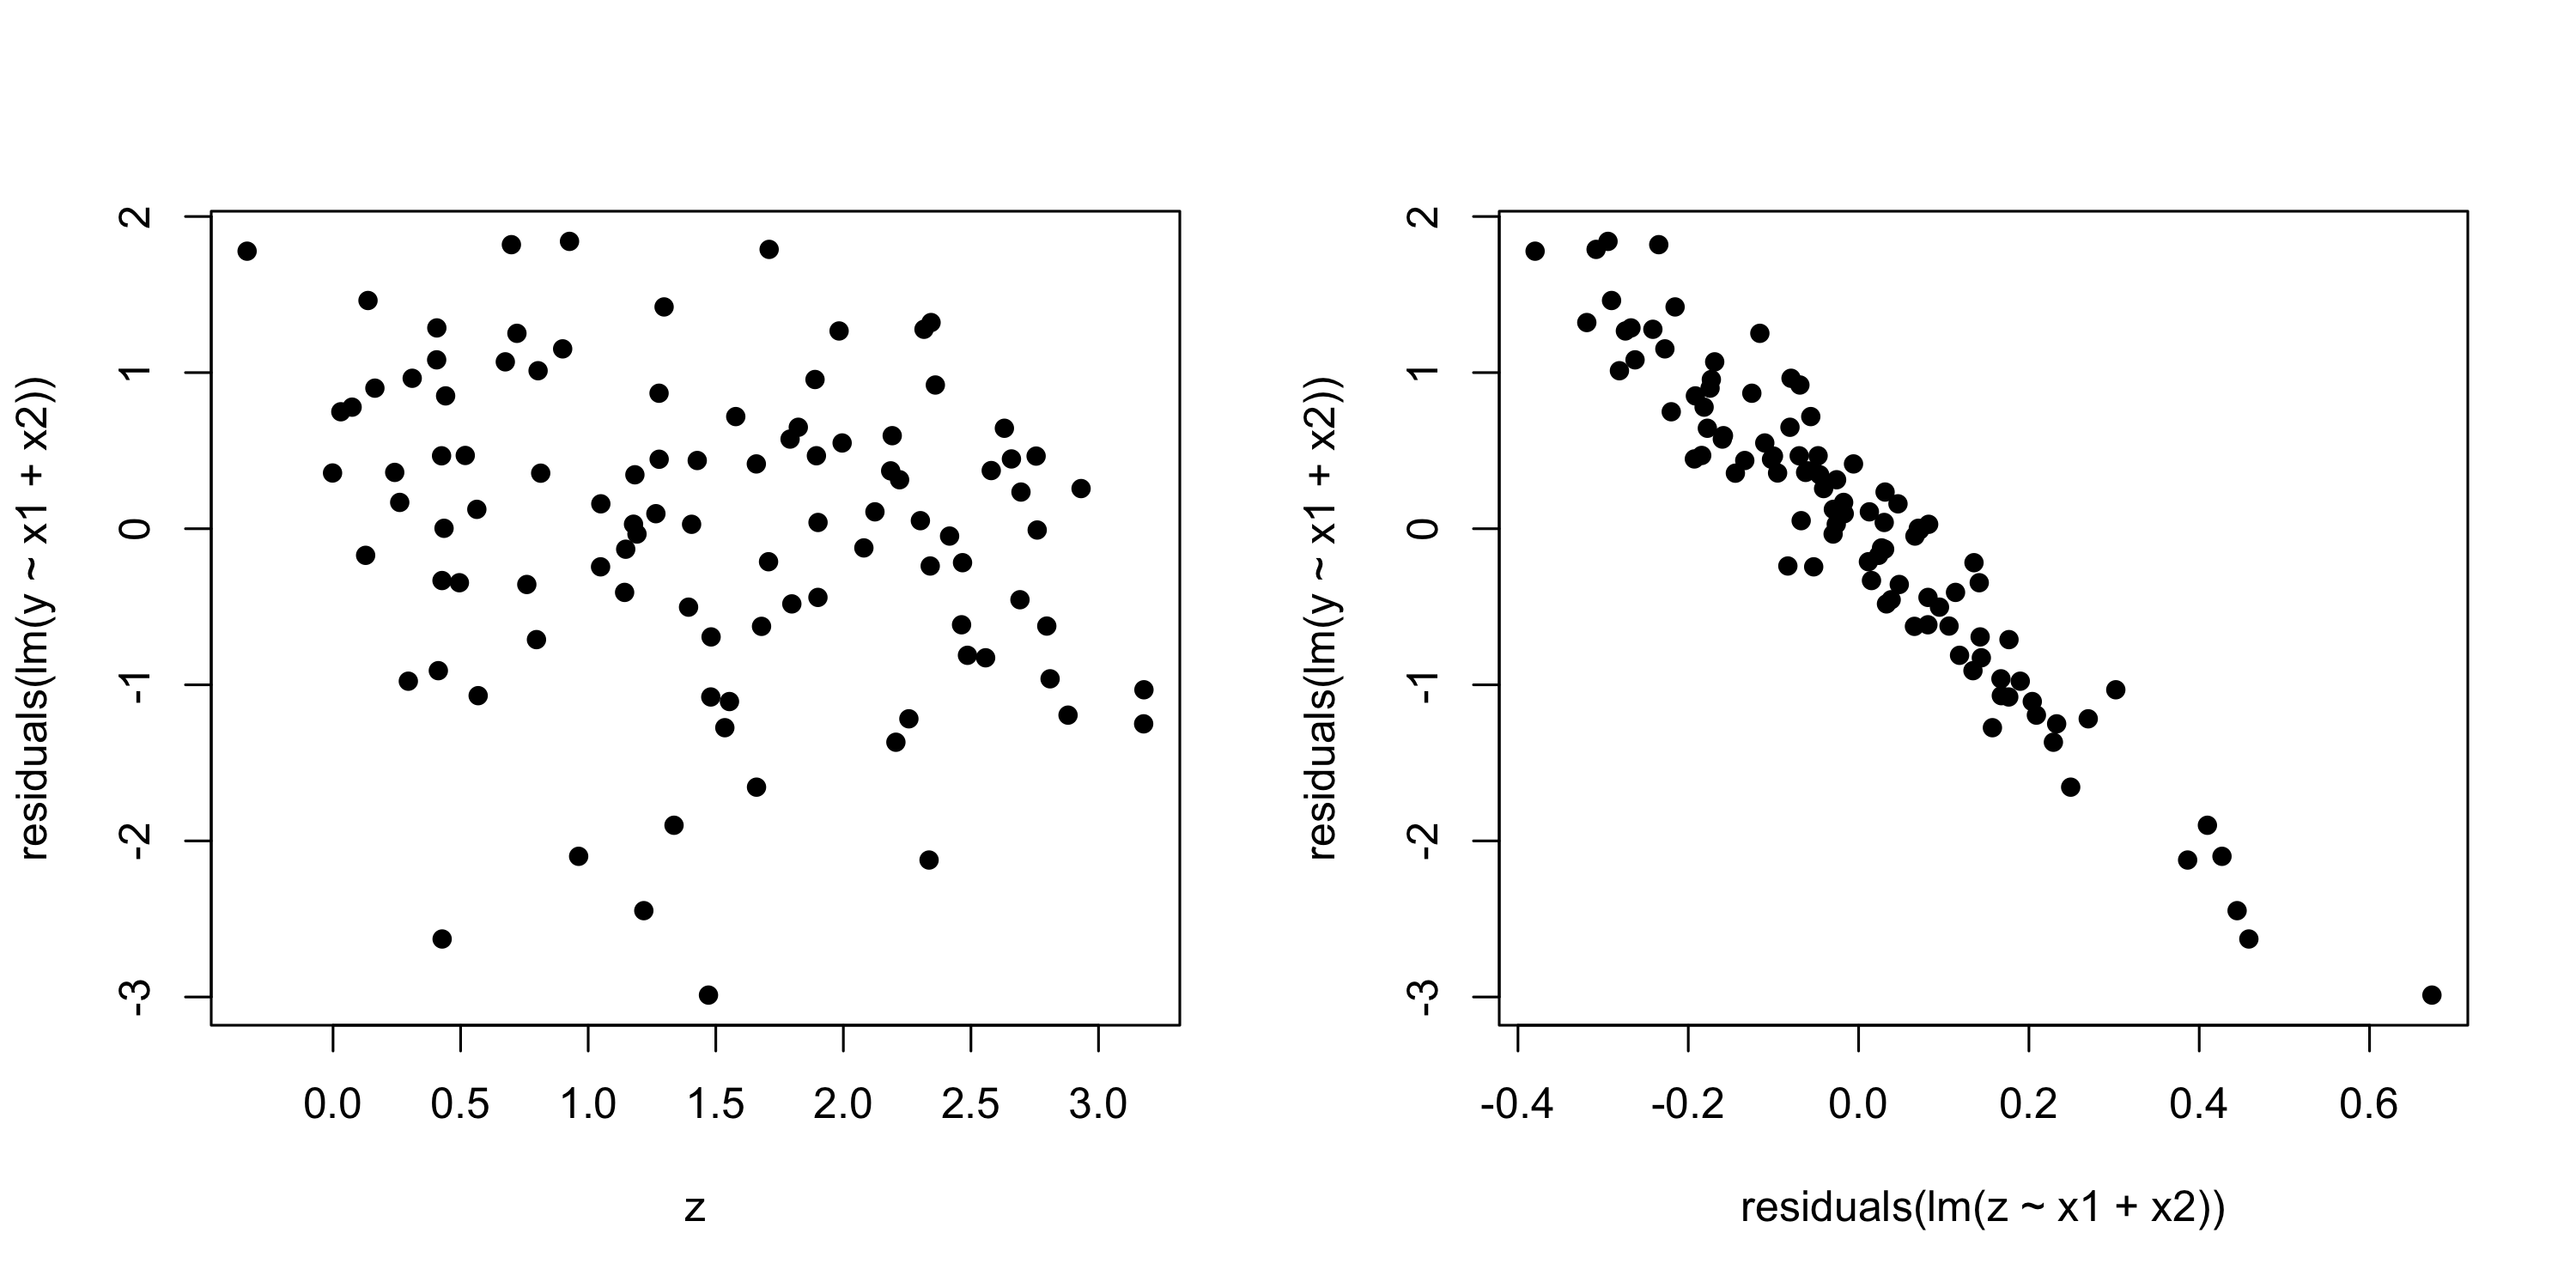 residuals(lm(y ~ x1 + x2))
2
1
0
-1
-2
-3
0.0 0.5 1.0 1.5 2.0 2.5 3.0
z
residuals(lm(y ~ x1 + x2))
2
1
0
-1
-2
-3
-0.4 -0.2 0.0 0.2 0.4 0.6
residuals(lm(z ~ x1 + x2))